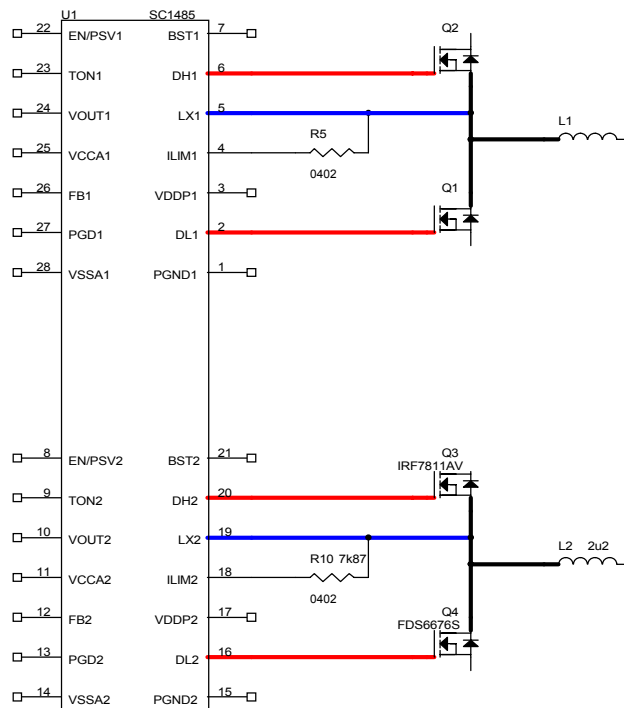 U1 SC1485
22 EN/PSV1 BST1 7
Q2
23 TON1 DH1 6
24 VOUT1 LX1 5
L1
R5
25 VCCA1 ILIM1 4
0402
26 FB1 VDDP1 3
Q1
27 PGD1 DL1 2
28 VSSA1 PGND1 1
8 EN/PSV2 BST2 21
Q3
IRF7811AV
9 TON2 DH2 20
10 VOUT2 LX2 19
L2 2u2
R10 7k87
11 VCCA2 ILIM2 18
0402
12 FB2 VDDP2 17
Q4
FDS6676S
13 PGD2 DL2 16
14 VSSA2 PGND2 15